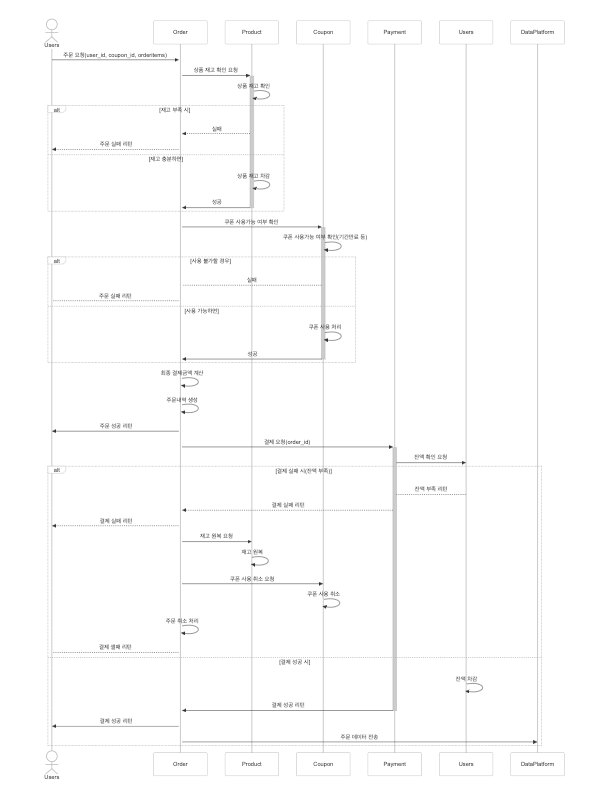 Users
Order
Product
Coupon
Payment
Users
DataPlatform
주문 요청(user_id, coupon_id, orderItems)
상품 재고 확인 요청
상품 재고 확인
alt
[재고 부족 시]
실패
주문 실패 리턴
[재고 충분하면]
상품 재고 차감
성공
쿠폰 사용가능 여부 확인
쿠폰 사용가능 여부 확인(기간만료 등)
alt
[사용 불가할 경우]
실패
주문 실패 리턴
[사용 가능하면]
쿠폰 사용 처리
성공
최종 결제금액 계산
주문내역 생성
주문 성공 리턴
결제 요청(order_id)
잔액 확인 요청
alt
[결제 실패 시(잔액 부족)]
잔액 부족 리턴
결제 실패 리턴
결제 실패 리턴
재고 원복 요청
재고 원복
쿠폰 사용 취소 요청
쿠폰 사용 취소
주문 취소 처리
결제 실패 리턴
[결제 성공 시]
잔액 차감
결제 성공 리턴
결제 성공 리턴
주문 데이터 전송
Users
Order
Product
Coupon
Payment
Users
DataPlatform